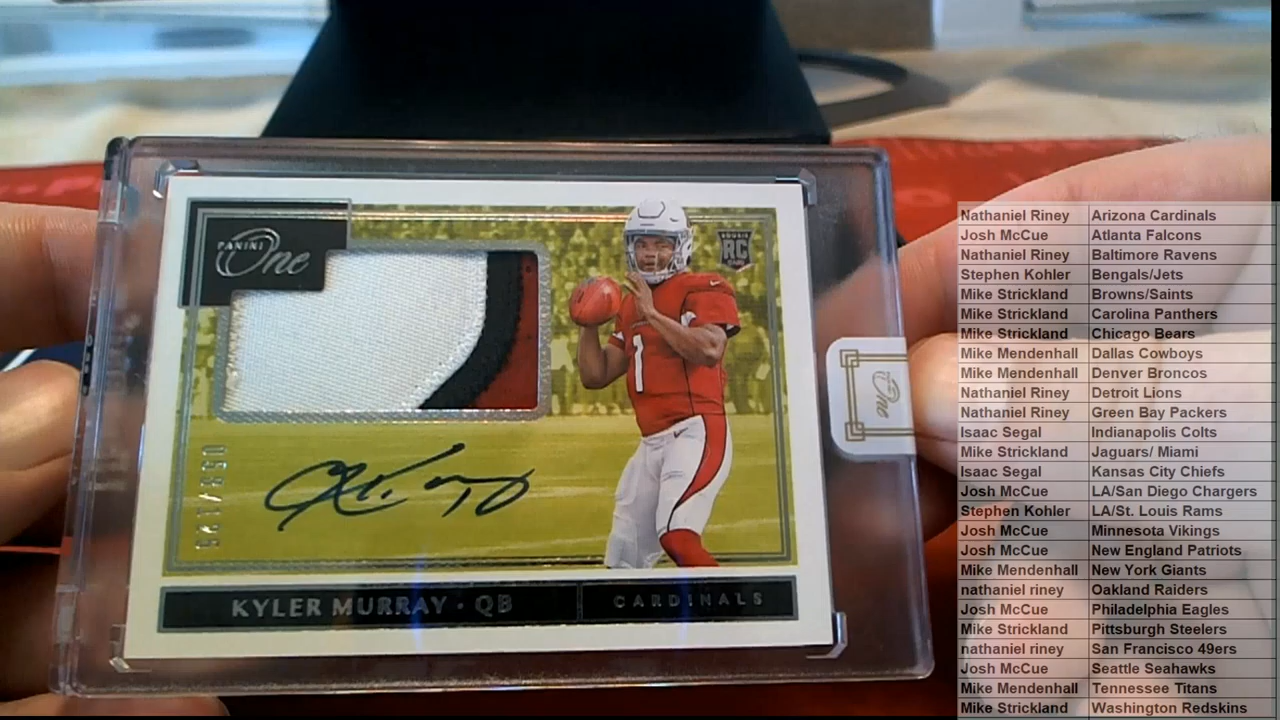 PANINI
One
ROOKIE
RC
1
One
KYLER MURRAY · QB
CARDINALS
Nathaniel Riney Arizona Cardinals
Josh McCue Atlanta Falcons
Nathaniel Riney Baltimore Ravens
Stephen Kohler Bengals/Jets
Mike Strickland Browns/Saints
Mike Strickland Carolina Panthers
Mike Strickland Chicago Bears
Mike Mendenhall Dallas Cowboys
Mike Mendenhall Denver Broncos
Nathaniel Riney Detroit Lions
Nathaniel Riney Green Bay Packers
Isaac Segal Indianapolis Colts
Mike Strickland Jaguars/ Miami
Isaac Segal Kansas City Chiefs
Josh McCue LA/San Diego Chargers
Stephen Kohler LA/St. Louis Rams
Josh McCue Minnesota Vikings
Josh McCue New England Patriots
Mike Mendenhall New York Giants
nathaniel riney Oakland Raiders
Josh McCue Philadelphia Eagles
Mike Strickland Pittsburgh Steelers
nathaniel riney San Francisco 49ers
Josh McCue Seattle Seahawks
Mike Mendenhall Tennessee Titans
Mike Strickland Washington Redskins